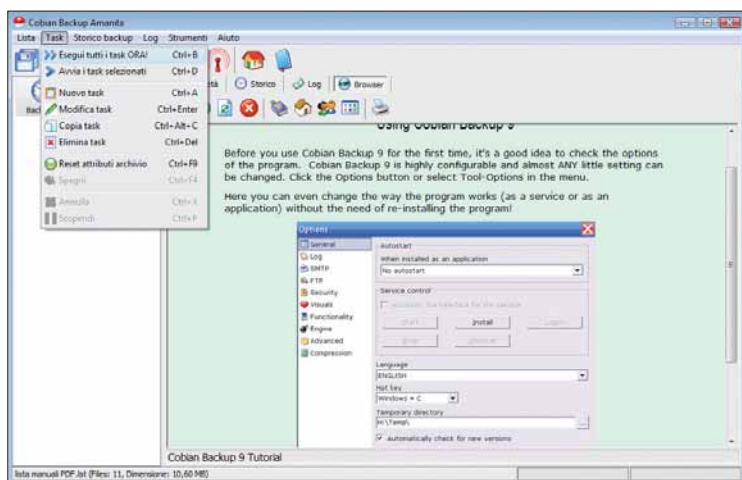 Cobian Backup Amanita
Lista Task Storico backup Log Strumenti Aiuto
Esegui tutti i task ORA! Ctrl+B
Avvia i task selezionati Ctrl+D
Nuovo task Ctrl+A
Modifica task Ctrl+Enter
Copia task Ctrl+Alt+C
Elimina task Ctrl+Del
Reset attributi archivio Ctrl+F9
Spegni Ctrl+F4
Annulla Ctrl+X
Sospendi Ctrl+P
Storico Log Browser
Using Cobian Backup 9
Before you use Cobian Backup 9 for the first time, it's a good idea to check the options
of the program. Cobian Backup 9 is highly configurable and almost ANY little setting can
be changed. Click the Options button or select Tool-Options in the menu.
Here you can even change the way the program works (as a service or as an
application) without the need of re-installing the program!
Options
General
Log
SMTP
FTP
Security
Visuals
Functionality
Engine
Advanced
Compression
Autostart
When installed as an application
No autostart
Service control
Install
Language
ENGLISH
Hot key
Windows + C
Temporary directory
H:\Temp\
Automatically check for new versions
Cobian Backup 9 Tutorial
lista manuali PDF.lst (Files: 11, Dimensione: 10,60 MB)